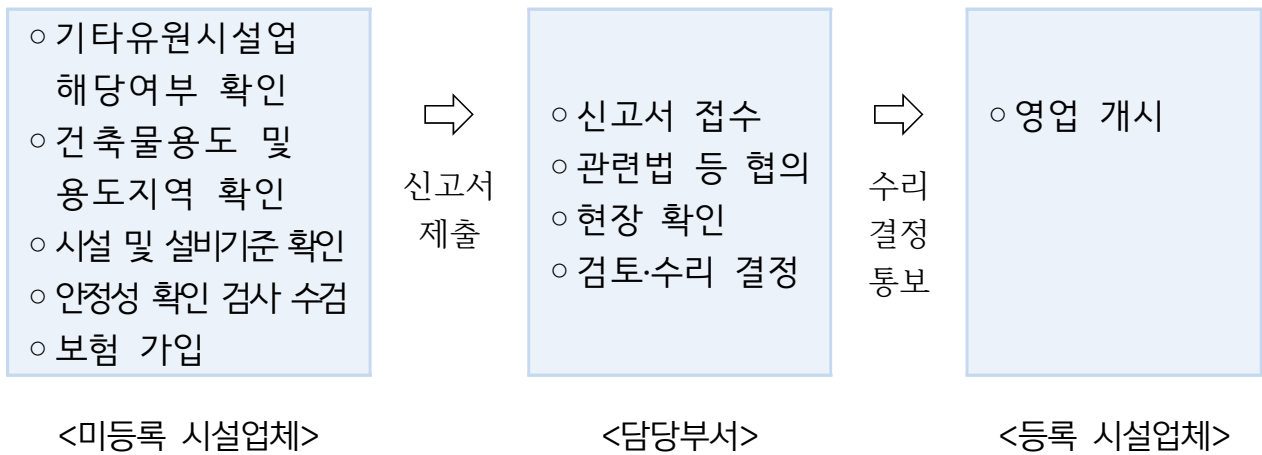 ○ 기타유원시설업
해당여부 확인
○ 건축물용도 및
용도지역 확인
○ 시설 및 설비기준 확인
○ 안정성 확인 검사 수검
○ 보험 가입
<미등록 시설업체>
신고서
제출
○ 신고서 접수
○ 관련법 등 협의
○ 현장 확인
○ 검토·수리 결정
<담당부서>
수리
결정
통보
○ 영업 개시
<등록 시설업체>